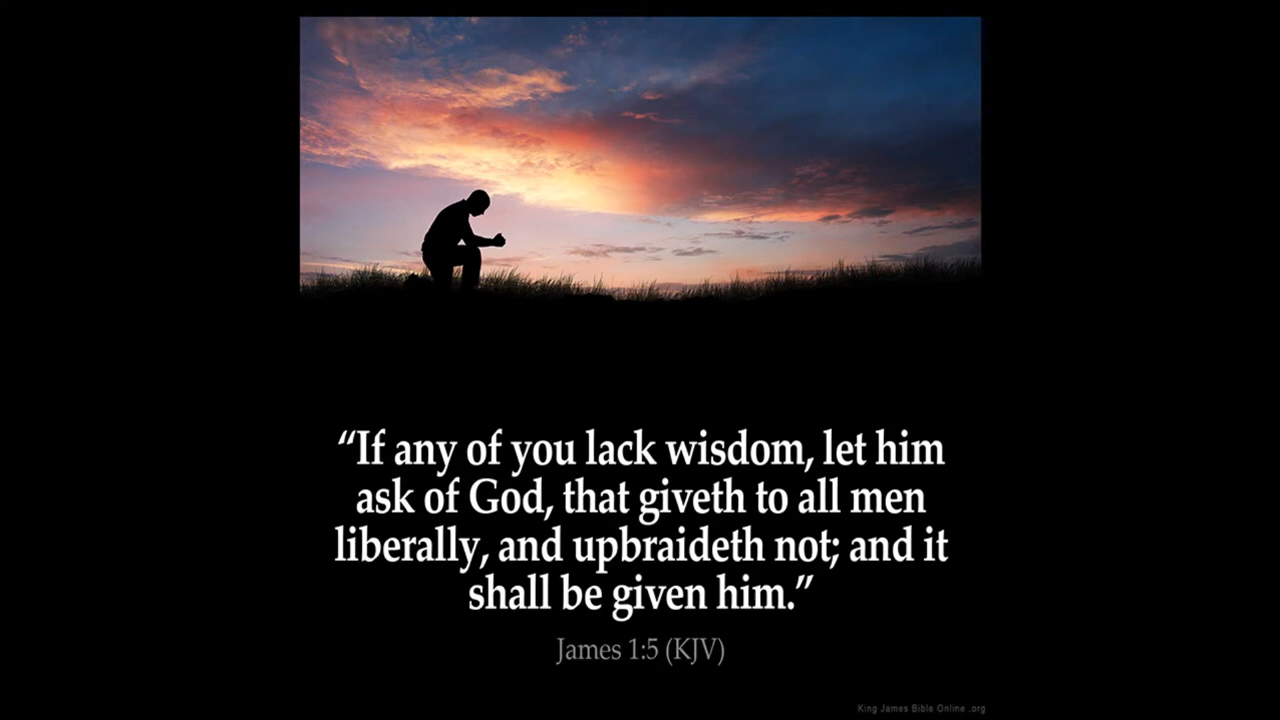 “If any of you lack wisdom, let him
ask of God, that giveth to all men
liberally, and upbraideth not; and it
shall be given him.”
James 1:5 (KJV)
King James Bible Online .org